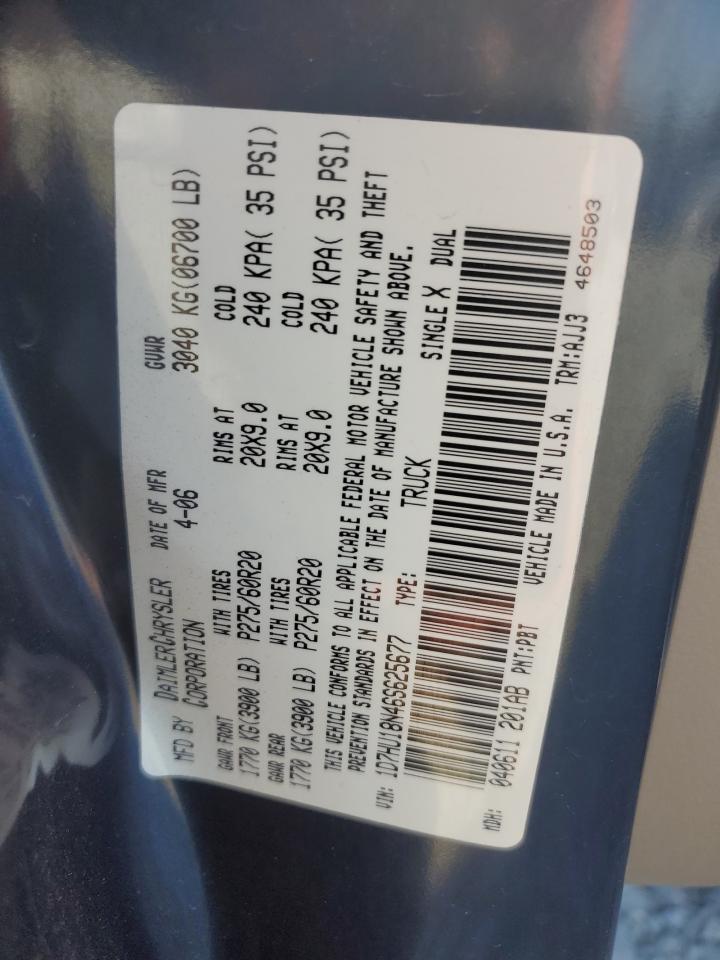 MFD BY DAIMLERCHRYSLER CORPORATION DATE OF MFR 4-06 GVWR 3040 KG(06700 LB)
GAWR FRONT WITH TIRES RIMS AT COLD
1770 KG(3900 LB) P275/60R20 20X9.0 240 KPA( 35 PSI)
GAWR REAR WITH TIRES RIMS AT COLD
1770 KG(3900 LB) P275/60R20 20X9.0 240 KPA( 35 PSI)
THIS VEHICLE CONFORMS TO ALL APPLICABLE FEDERAL MOTOR VEHICLE SAFETY AND THEFT
PREVENTION STANDARDS IN EFFECT ON THE DATE OF MANUFACTURE SHOWN ABOVE.
VIN: 1D7HU18N46S625677 TYPE: TRUCK SINGLE X DUAL
MDH: 040611 201AB PNT:PBT VEHICLE MADE IN U.S.A. TRM:AJJ3 4648503